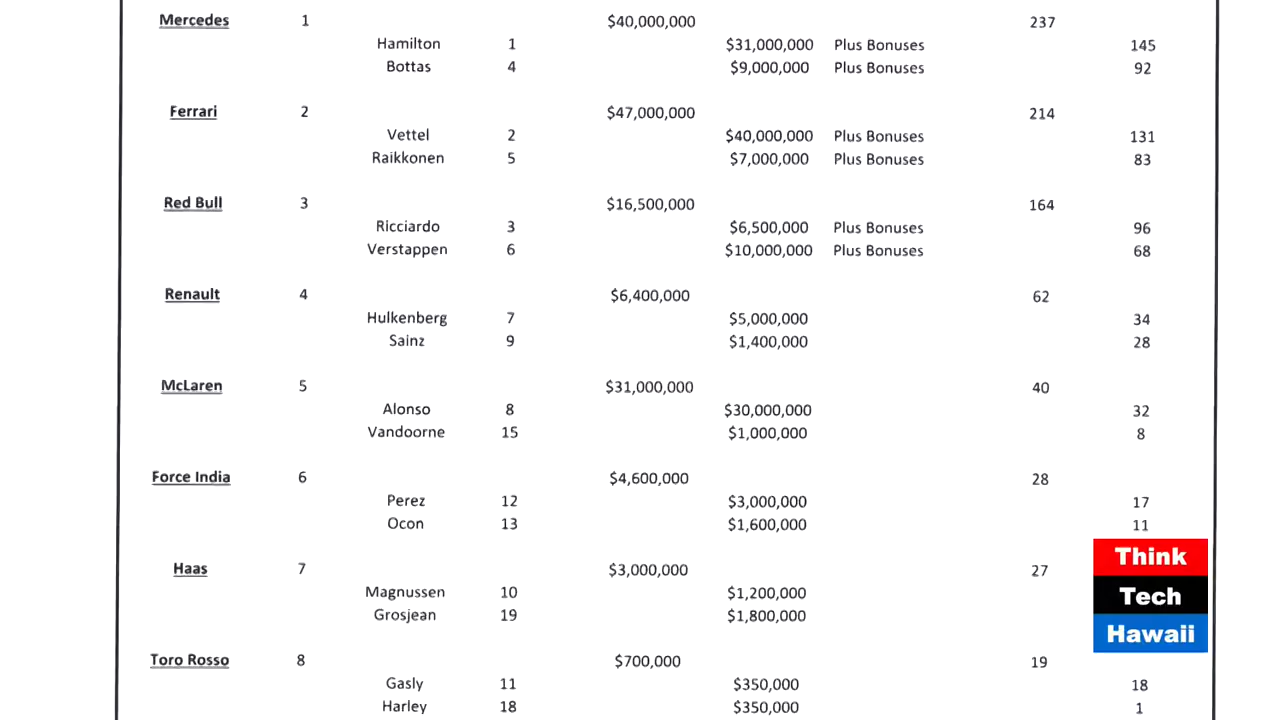 Mercedes 1 $40,000,000 237
Hamilton 1 $31,000,000 Plus Bonuses 145
Bottas 4 $9,000,000 Plus Bonuses 92
Ferrari 2 $47,000,000 214
Vettel 2 $40,000,000 Plus Bonuses 131
Raikkonen 5 $7,000,000 Plus Bonuses 83
Red Bull 3 $16,500,000 164
Ricciardo 3 $6,500,000 Plus Bonuses 96
Verstappen 6 $10,000,000 Plus Bonuses 68
Renault 4 $6,400,000 62
Hulkenberg 7 $5,000,000 34
Sainz 9 $1,400,000 28
McLaren 5 $31,000,000 40
Alonso 8 $30,000,000 32
Vandoorne 15 $1,000,000 8
Force India 6 $4,600,000 28
Perez 12 $3,000,000 17
Ocon 13 $1,600,000 11
Haas 7 $3,000,000 27
Magnussen 10 $1,200,000
Grosjean 19 $1,800,000
Toro Rosso 8 $700,000 19
Gasly 11 $350,000 18
Harley 18 $350,000 1
Think
Tech
Hawaii